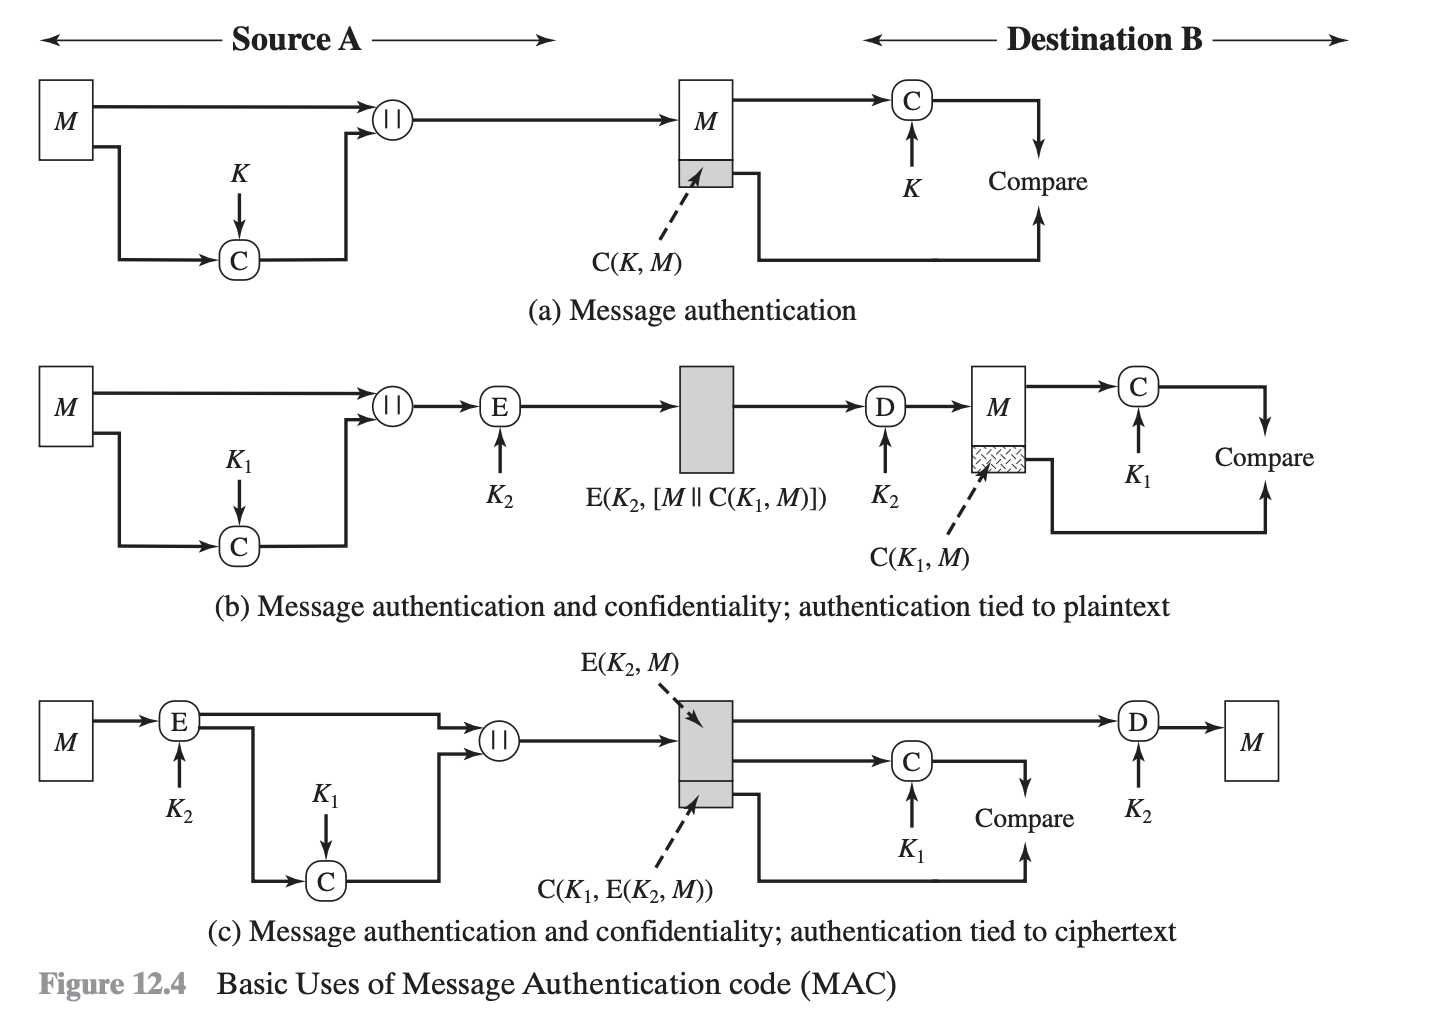 Source A Destination B
M || M C
K K Compare
C C(K, M)
(a) Message authentication
M || E D M C
K₁ K₂ E(K₂, [M || C(K₁, M)]) K₂ K₁ Compare
C C(K₁, M)
(b) Message authentication and confidentiality; authentication tied to plaintext
E(K₂, M)
M E || D M
C
K₂ K₁ Compare K₂
K₁
C C(K₁, E(K₂, M))
(c) Message authentication and confidentiality; authentication tied to ciphertext
Figure 12.4 Basic Uses of Message Authentication code (MAC)